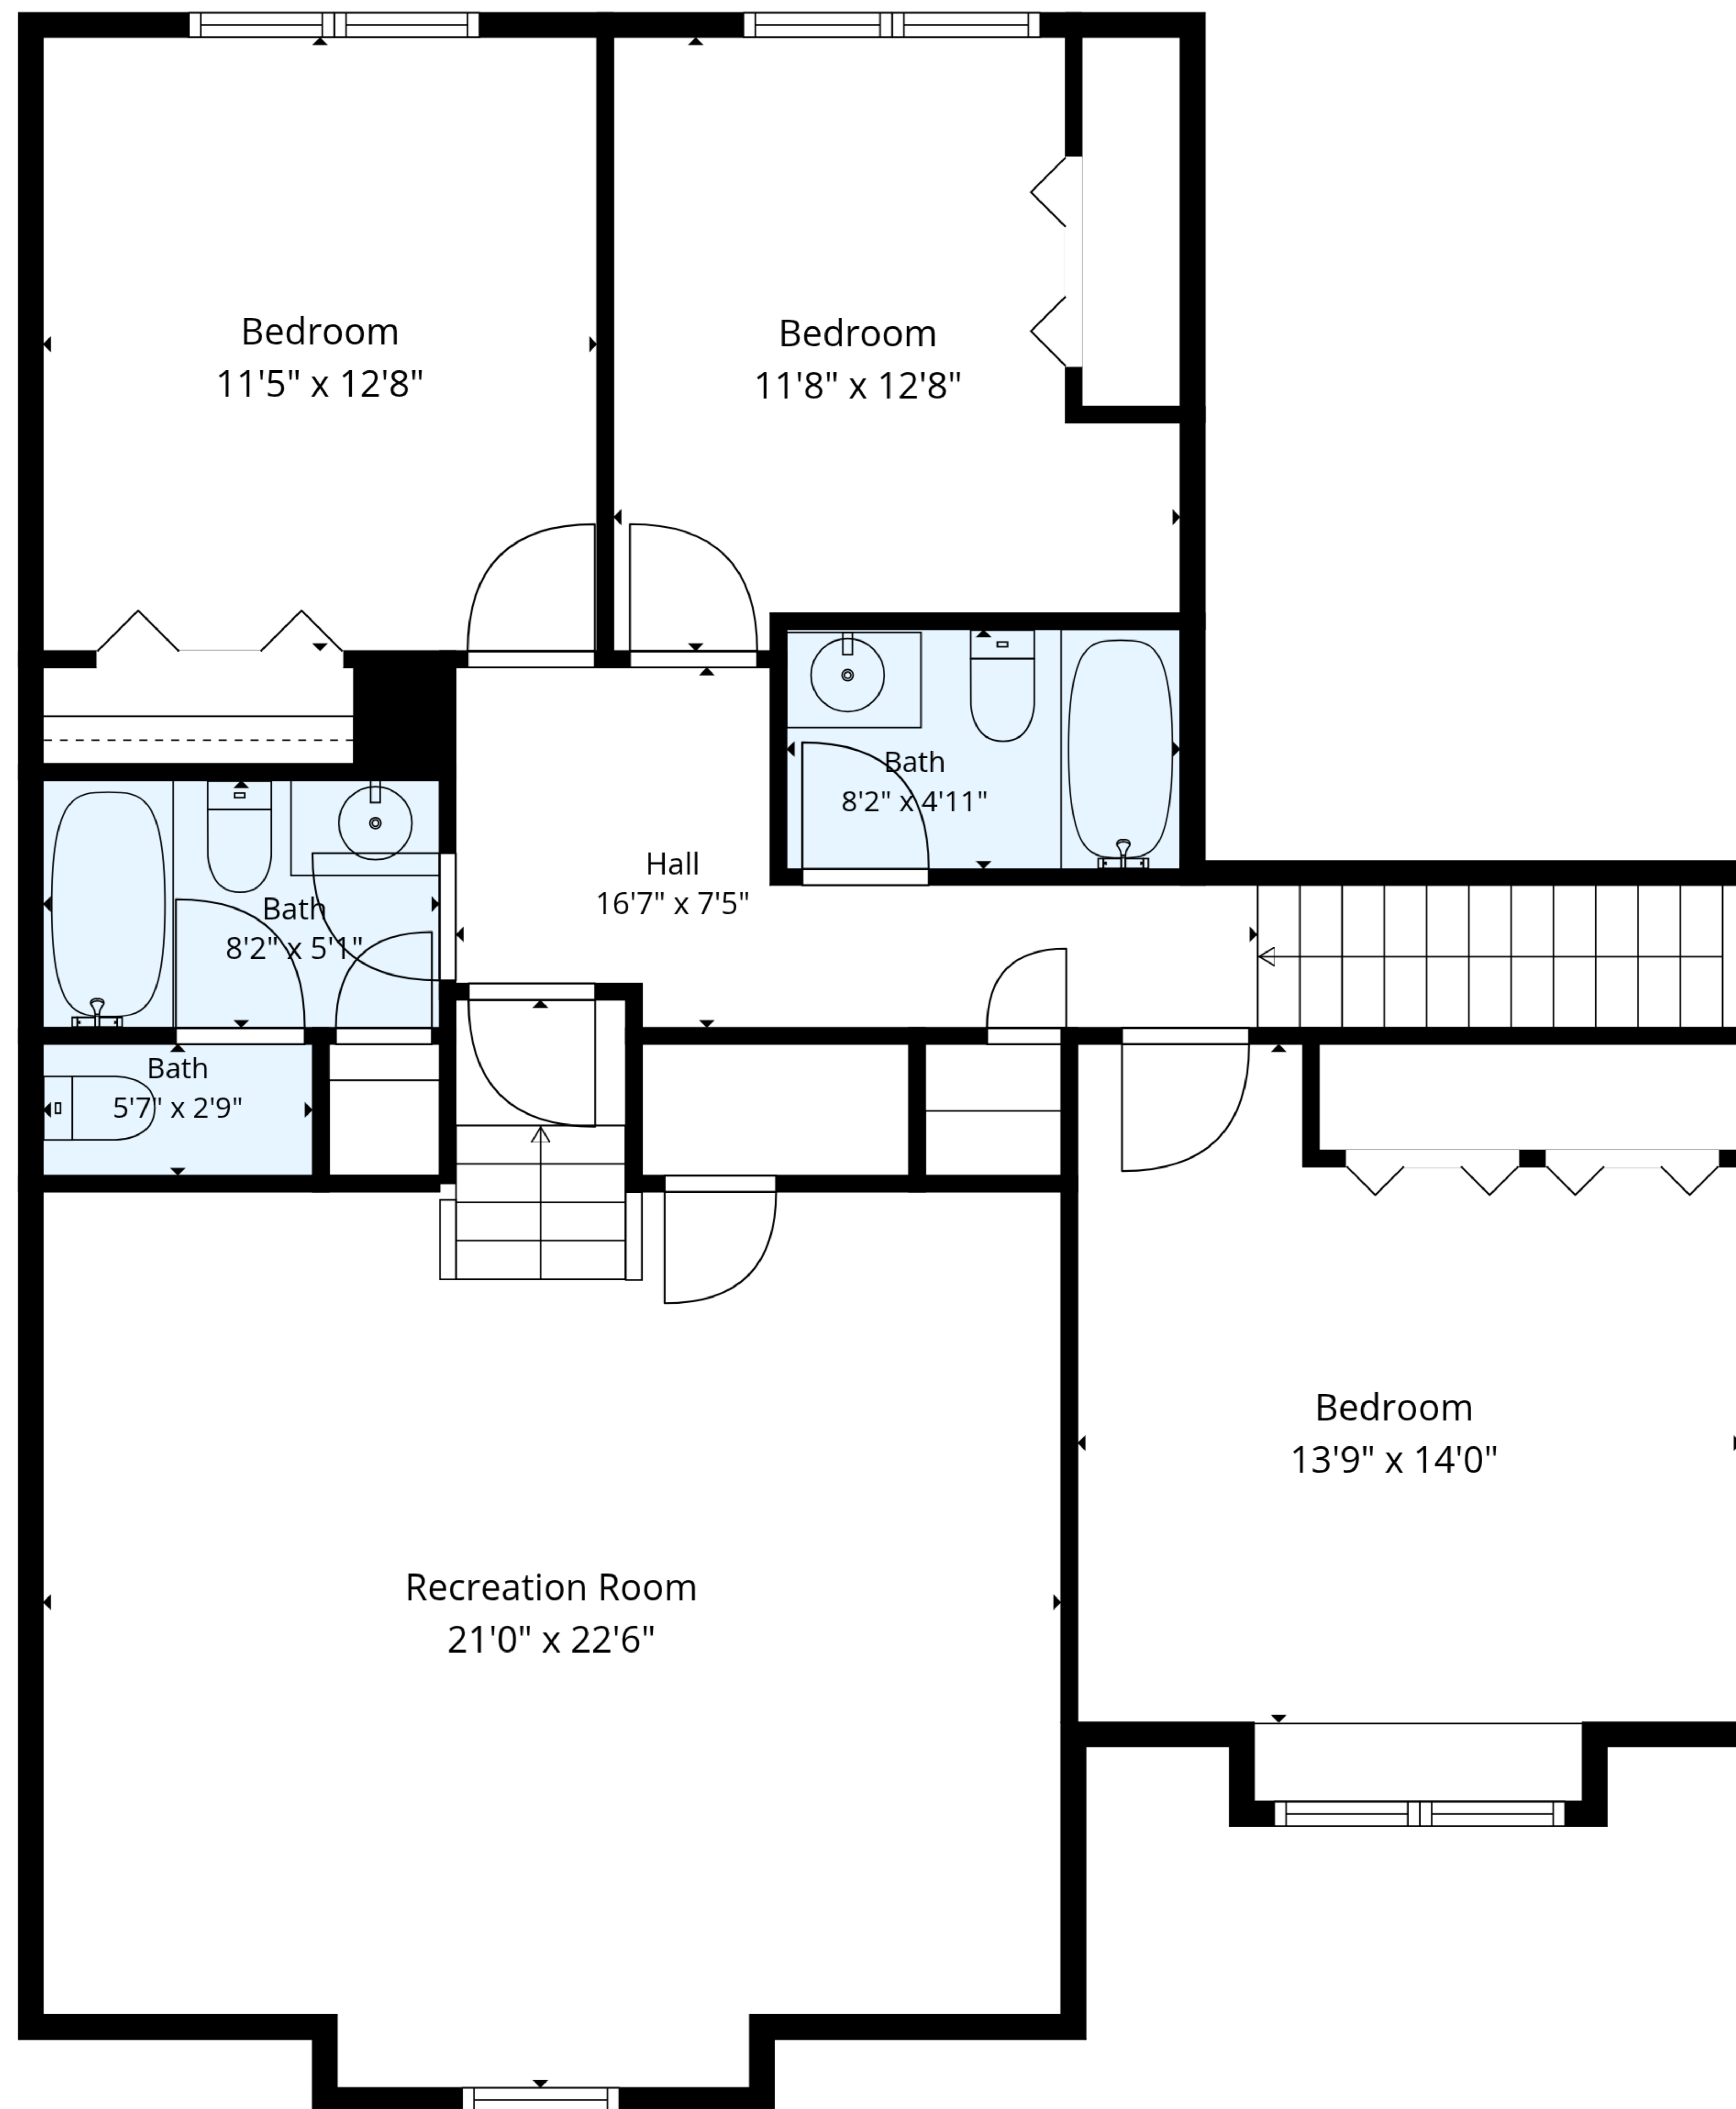 Bedroom
11'5" x 12'8"
Bedroom
11'8" x 12'8"
Bath
8'2" x 4'11"
Hall
16'7" x 7'5"
Bath
8'2" x 5'1"
Bath
5'7" x 2'9"
Bedroom
13'9" x 14'0"
Recreation Room
21'0" x 22'6"